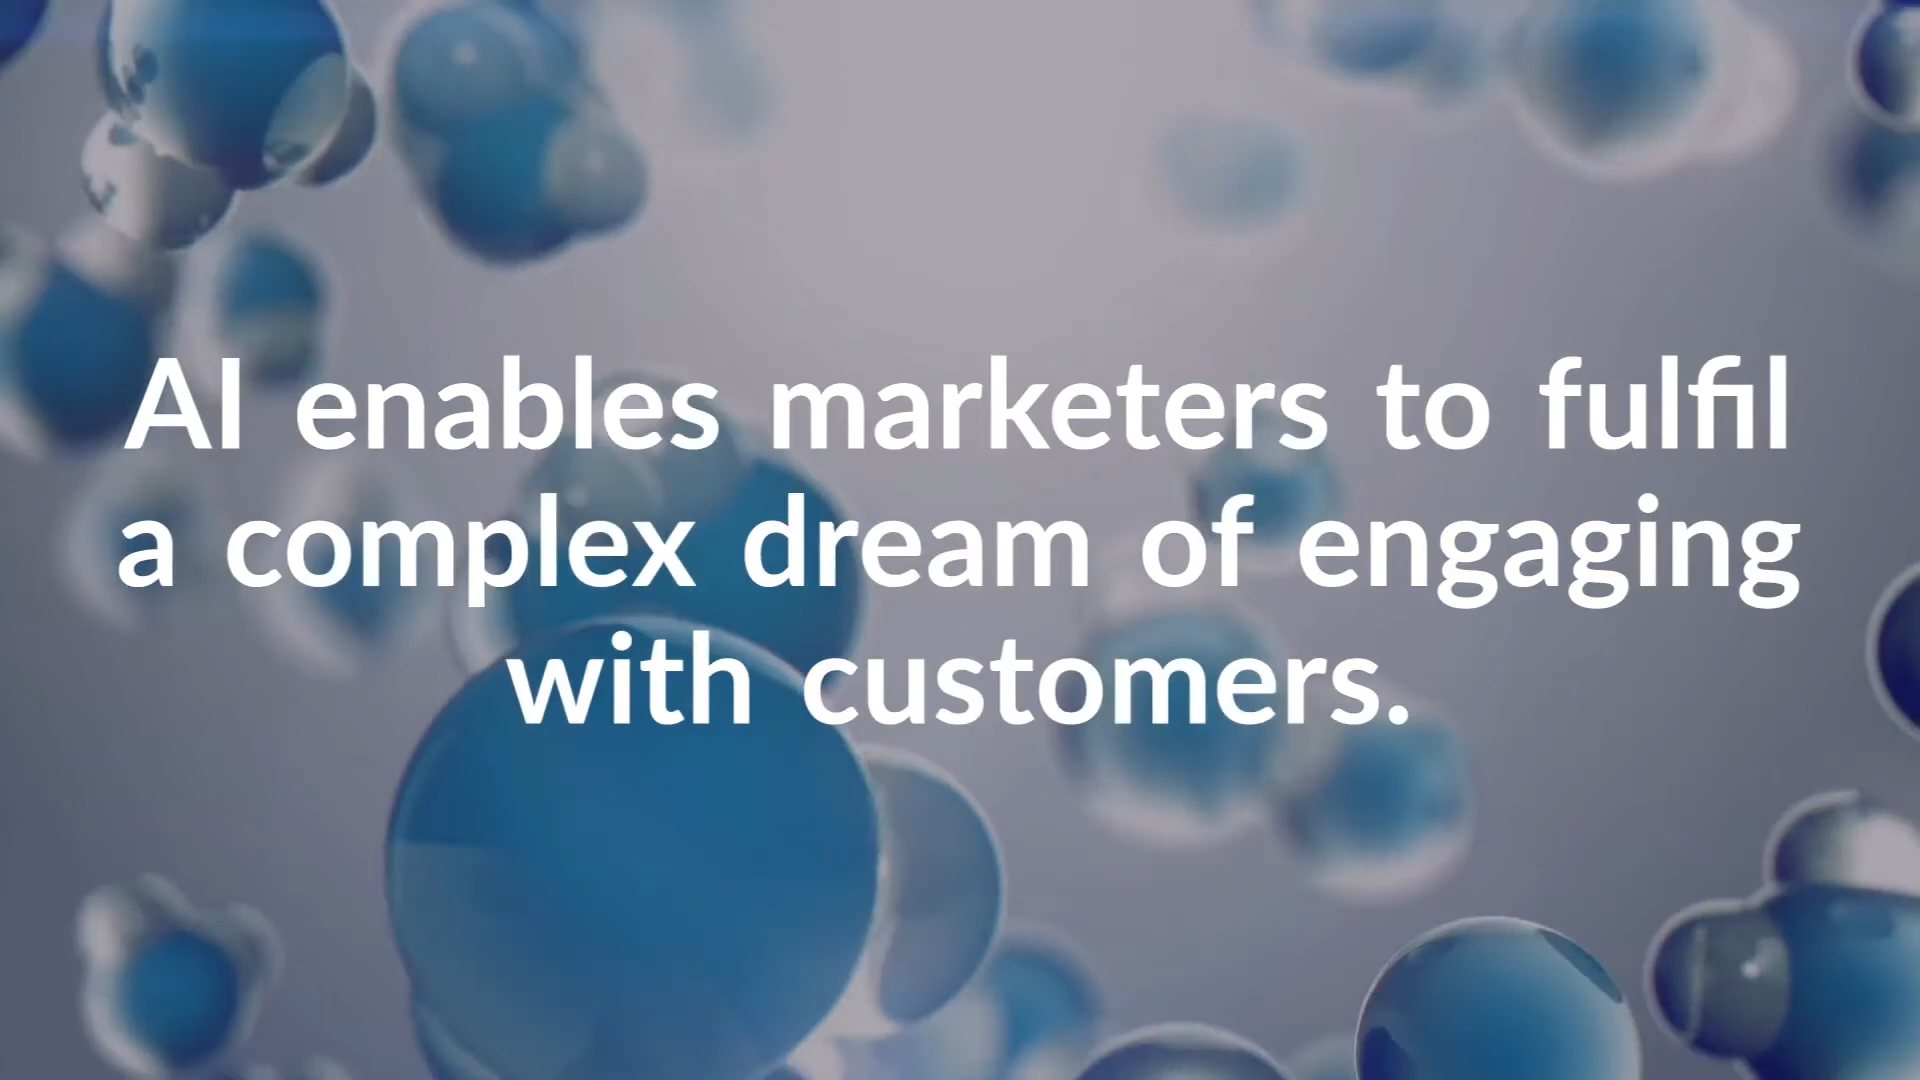 AI enables marketers to fulfil
a complex dream of engaging
with customers.